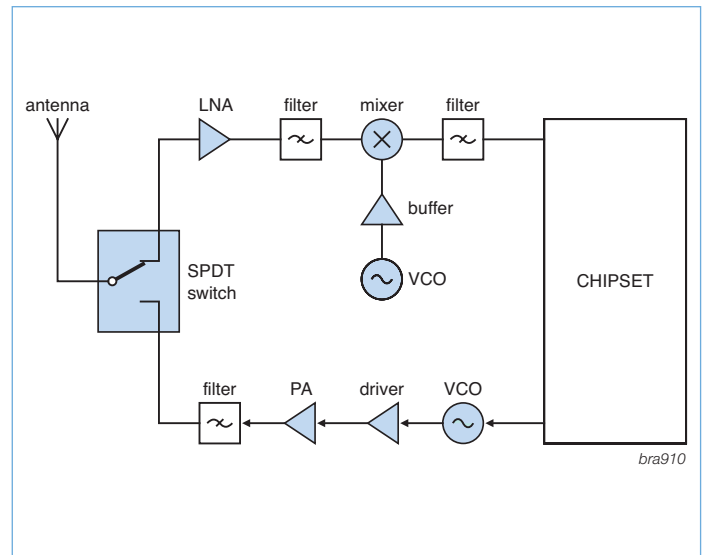 antenna
LNA
filter
mixer
filter
buffer
SPDT
switch
VCO
CHIPSET
filter
PA
driver
VCO
bra910